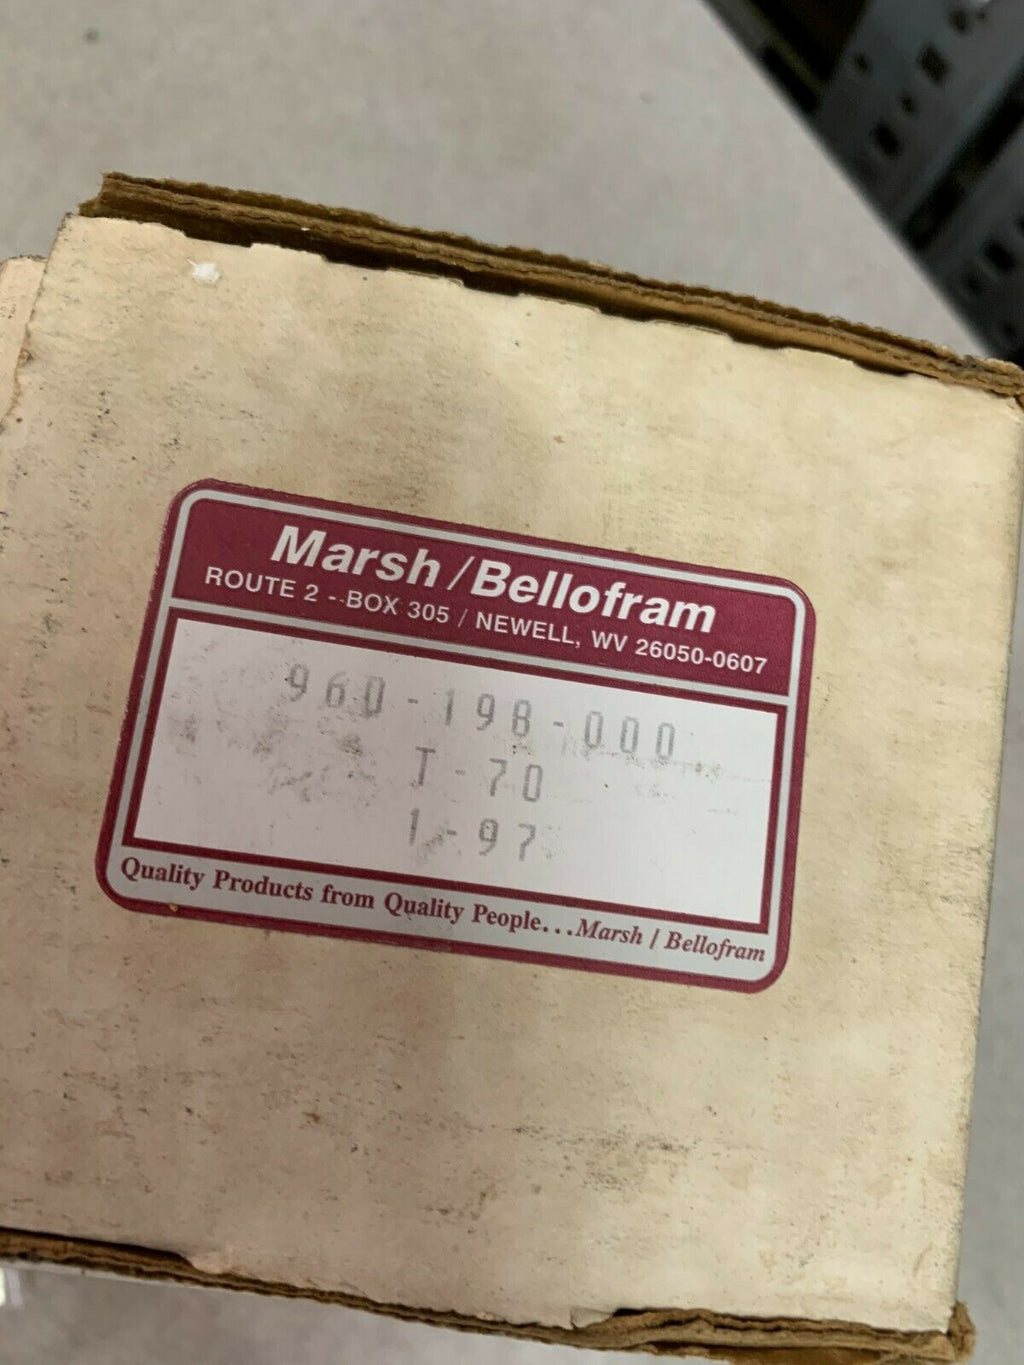 Marsh/Bellofram
ROUTE 2 - BOX 305 / NEWELL, WV 26050-0607
960-198-000
T-70
1-97
Quality Products from Quality People...Marsh / Bellofram